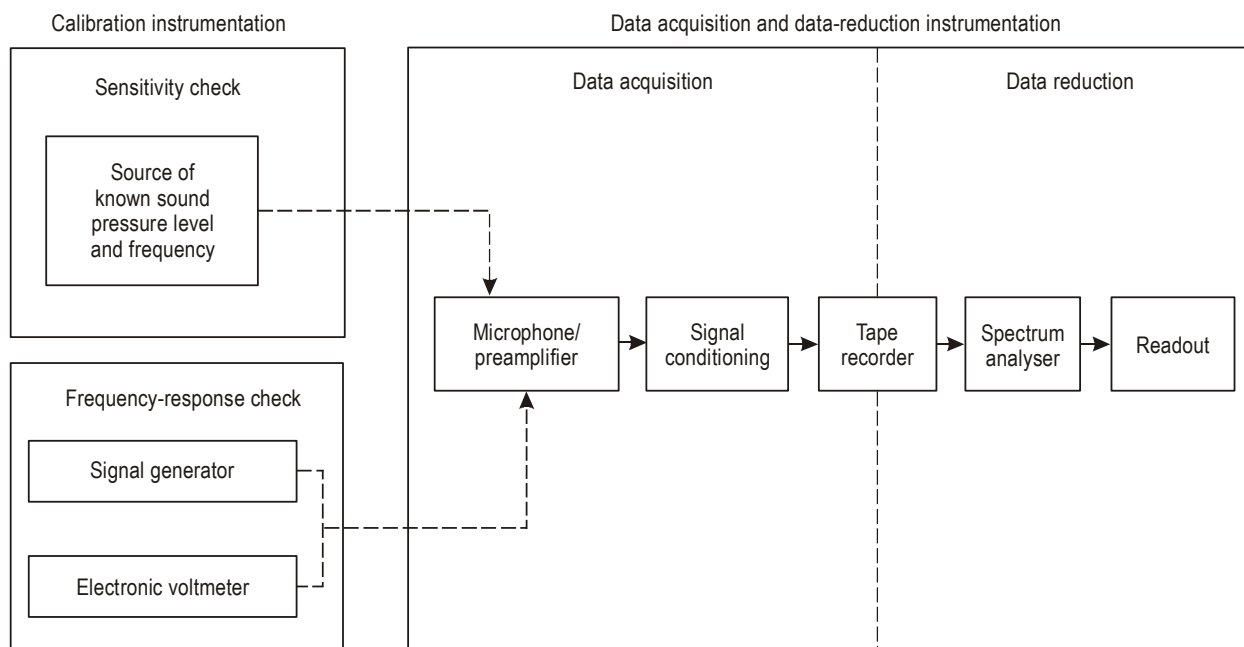 Calibration instrumentation
Data acquisition and data-reduction instrumentation
Sensitivity check
Source of
known sound
pressure level
and frequency
Frequency-response check
Signal generator
Electronic voltmeter
Data acquisition
Data reduction
Microphone/
preamplifier
Signal
conditioning
Tape
recorder
Spectrum
analyser
Readout